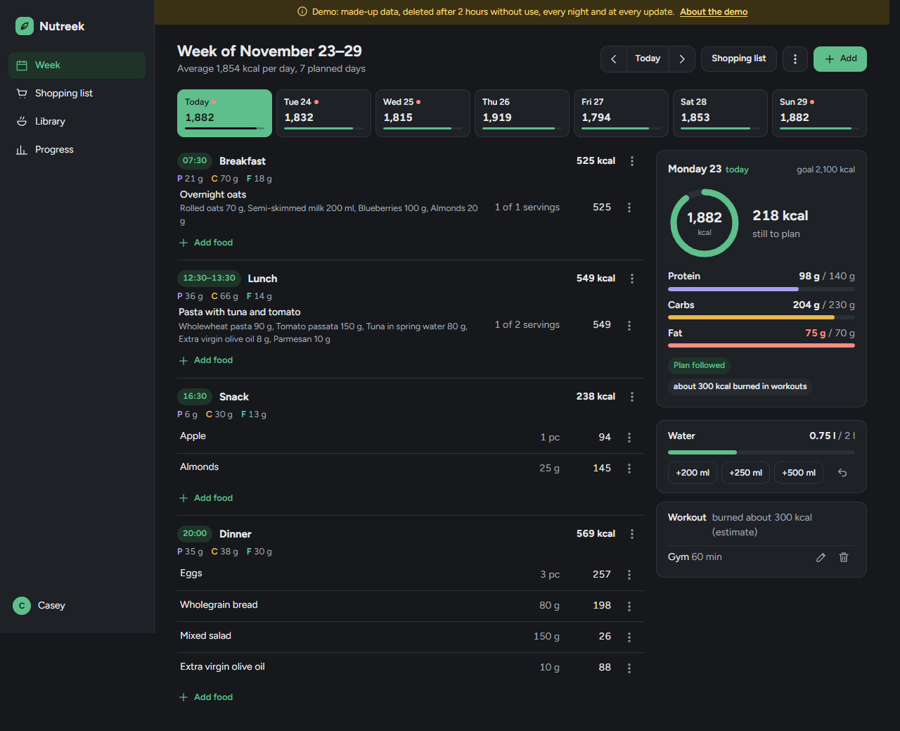 Nutreek
Demo: made-up data, deleted after 2 hours without use, every night and at every update. About the demo
Week
Shopping list
Library
Progress
C Casey
Week of November 23–29
Average 1,854 kcal per day, 7 planned days
Today
Shopping list
Add
Today
1,882
Tue 24
1,832
Wed 25
1,815
Thu 26
1,919
Fri 27
1,794
Sat 28
1,853
Sun 29
1,882
07:30 Breakfast 525 kcal
P 21 g C 70 g F 18 g
Overnight oats
Rolled oats 70 g, Semi-skimmed milk 200 ml, Blueberries 100 g, Almonds 20
g
1 of 1 servings 525
Add food
12:30–13:30 Lunch 549 kcal
P 36 g C 66 g F 14 g
Pasta with tuna and tomato
Wholewheat pasta 90 g, Tomato passata 150 g, Tuna in spring water 80 g,
Extra virgin olive oil 8 g, Parmesan 10 g
1 of 2 servings 549
Add food
16:30 Snack 238 kcal
P 6 g C 30 g F 13 g
Apple 1 pc 94
Almonds 25 g 145
Add food
20:00 Dinner 569 kcal
P 35 g C 38 g F 30 g
Eggs 3 pc 257
Wholegrain bread 80 g 198
Mixed salad 150 g 26
Extra virgin olive oil 10 g 88
Add food
Monday 23 today goal 2,100 kcal
1,882
kcal
218 kcal
still to plan
Protein 98 g / 140 g
Carbs 204 g / 230 g
Fat 75 g / 70 g
Plan followed
about 300 kcal burned in workouts
Water 0.75 l / 2 l
+200 ml +250 ml +500 ml
Workout burned about 300 kcal
(estimate)
Gym 60 min